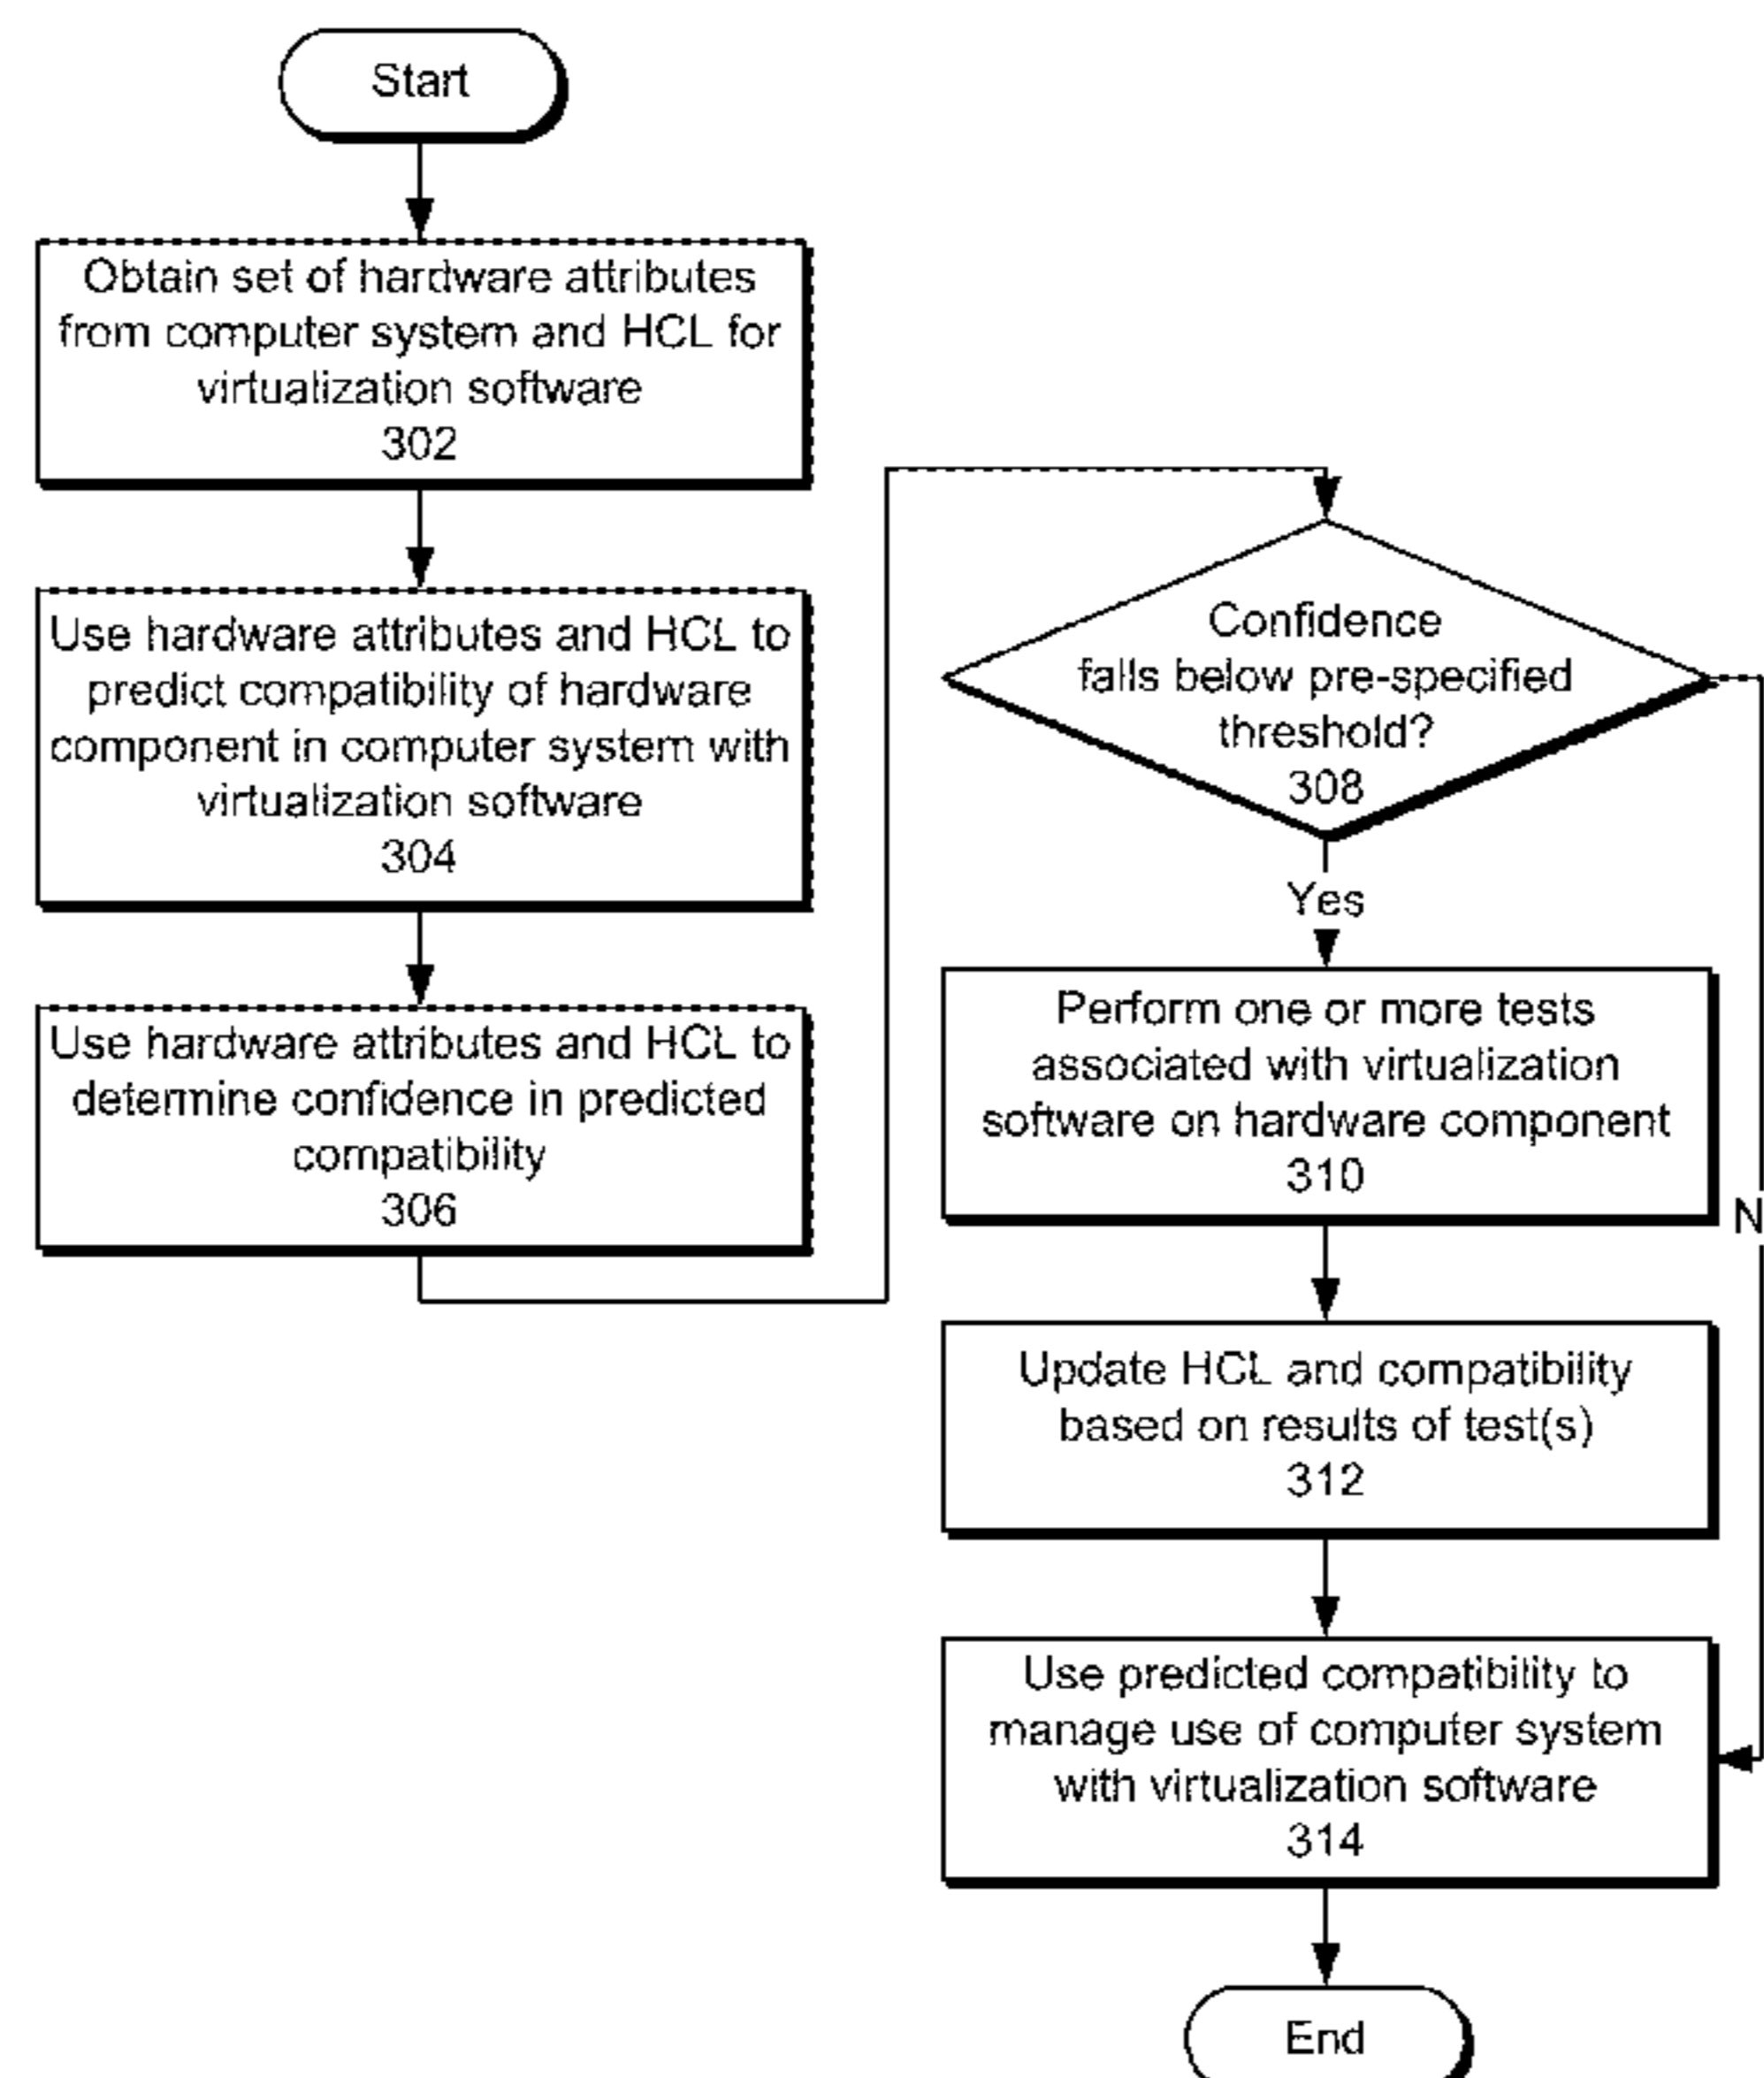 Start
Obtain set of hardware attributes
from computer system and HCL for
virtualization software
302
Use hardware attributes and HCL to
predict compatibility of hardware
component in computer system with
virtualization software
304
Use hardware attributes and HCL to
determine confidence in predicted
compatibility
306
Confidence
falls below pre-specified
threshold?
308
Yes
N
Perform one or more tests
associated with virtualization
software on hardware component
310
Update HCL and compatibility
based on results of test(s)
312
Use predicted compatibility to
manage use of computer system
with virtualization software
314
End